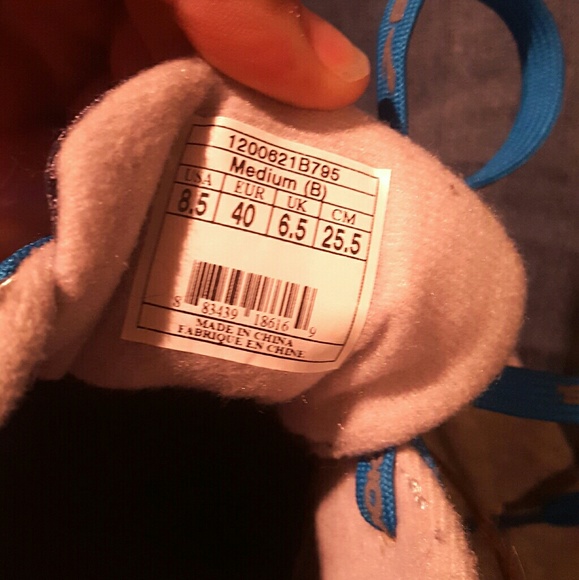 1200621B795
Medium (B)
USA EUR UK CM
8.5 40 6.5 25.5
8 83439 18616 9
MADE IN CHINA
FABRIQUE EN CHINE